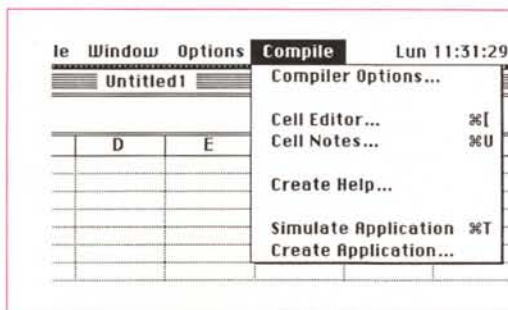 le Window Options Compile Lun 11:31:29
Untitled1
Compiler Options...
Cell Editor... ⌘[
Cell Notes... ⌘U
D E
Create Help...
Simulate Application ⌘T
Create Application...